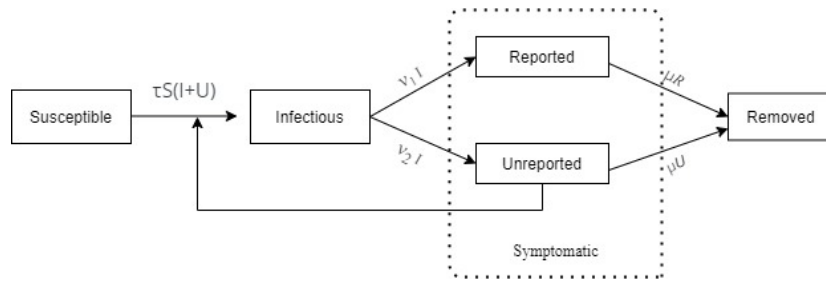 τS(I+U)
Susceptible
Infectious
ν₁ I
ν₂ I
Reported
Unreported
μR
μU
Removed
Symptomatic